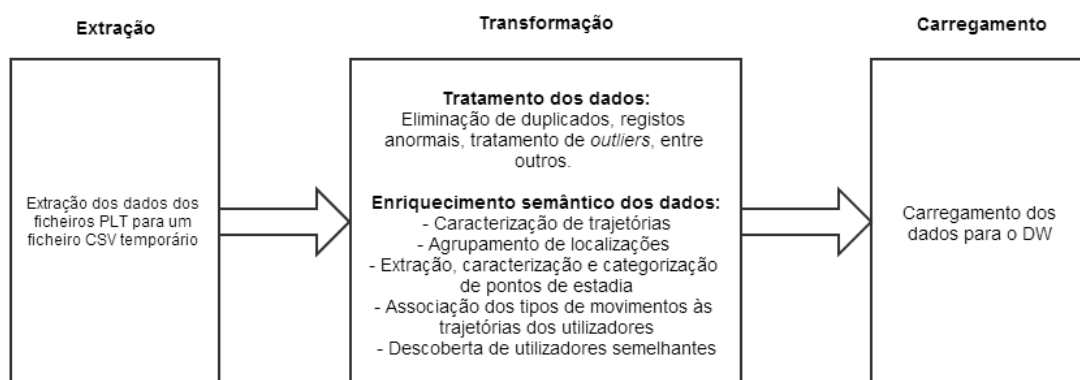 Extração
Transformação
Carregamento
Extração dos dados dos
ficheiros PLT para um
ficheiro CSV temporário
Tratamento dos dados:
Eliminação de duplicados, registos
anormais, tratamento de outliers, entre
outros.
Enriquecimento semântico dos dados:
- Caracterização de trajetórias
- Agrupamento de localizações
- Extração, caracterização e categorização
de pontos de estadia
- Associação dos tipos de movimentos às
trajetórias dos utilizadores
- Descoberta de utilizadores semelhantes
Carregamento dos
dados para o DW